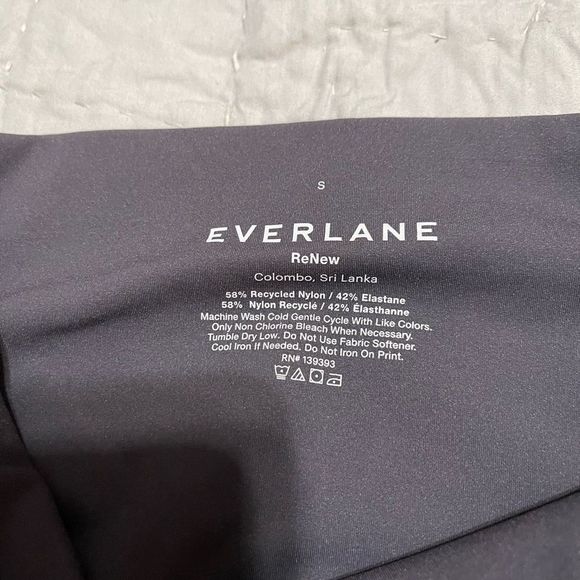 S
EVERLANE
ReNew
Colombo, Sri Lanka
58% Recycled Nylon / 42% Elastane
58% Nylon Recyclé / 42% Élasthanne
Machine Wash Cold Gentle Cycle With Like Colors.
Only Non Chlorine Bleach When Necessary.
Tumble Dry Low. Do Not Use Fabric Softener.
Cool Iron If Needed. Do Not Iron On Print.
RN# 139393